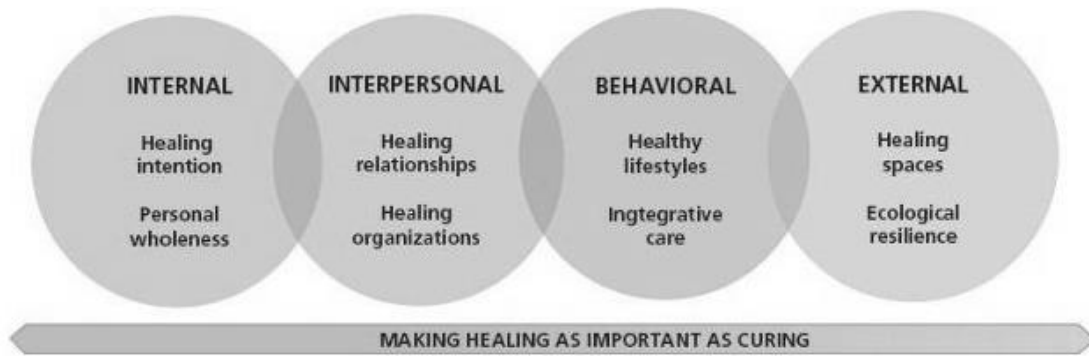 INTERNAL
Healing
intention
Personal
wholeness
INTERPERSONAL
Healing
relationships
Healing
organizations
BEHAVIORAL
Healthy
lifestyles
Ingtegrative
care
EXTERNAL
Healing
spaces
Ecological
resilience
MAKING HEALING AS IMPORTANT AS CURING